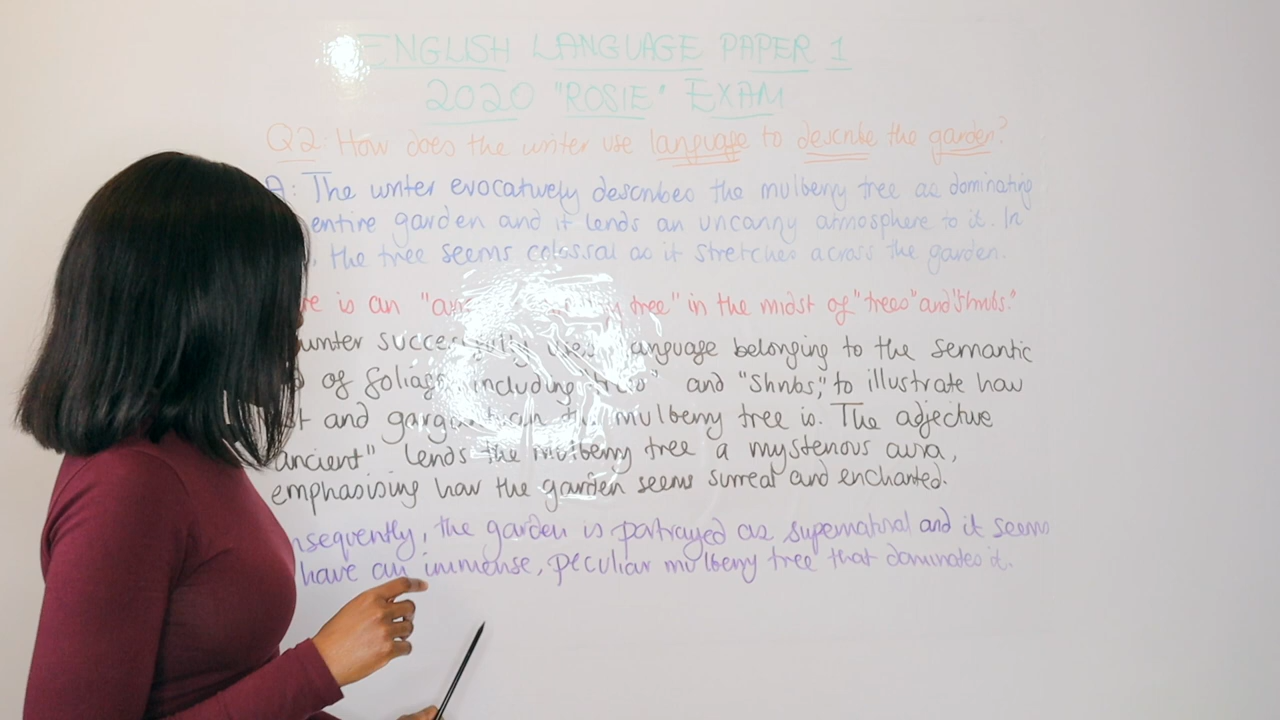 ENGLISH LANGUAGE PAPER 1
2020 "ROSIE" EXAM
Q2: How does the writer use language to describe the garden?
A: The writer evocatively describes the mulberry tree as dominating
entire garden and it lends an uncanny atmosphere to it. In
, the tree seems colossal as it stretches across the garden.
is an tree" in the midst of "trees" and "shrubs."
writer successfully uses language belonging to the semantic
of foliage, including and "shrubs," to illustrate how
and the mulberry tree is. The adjective
ancient" lends the mulberry tree a mysterious aura,
emphasising how the garden seems surreal and enchanted.
the garden is portrayed as supernatural and it seems
have an immense, peculiar mulberry tree that dominates it.